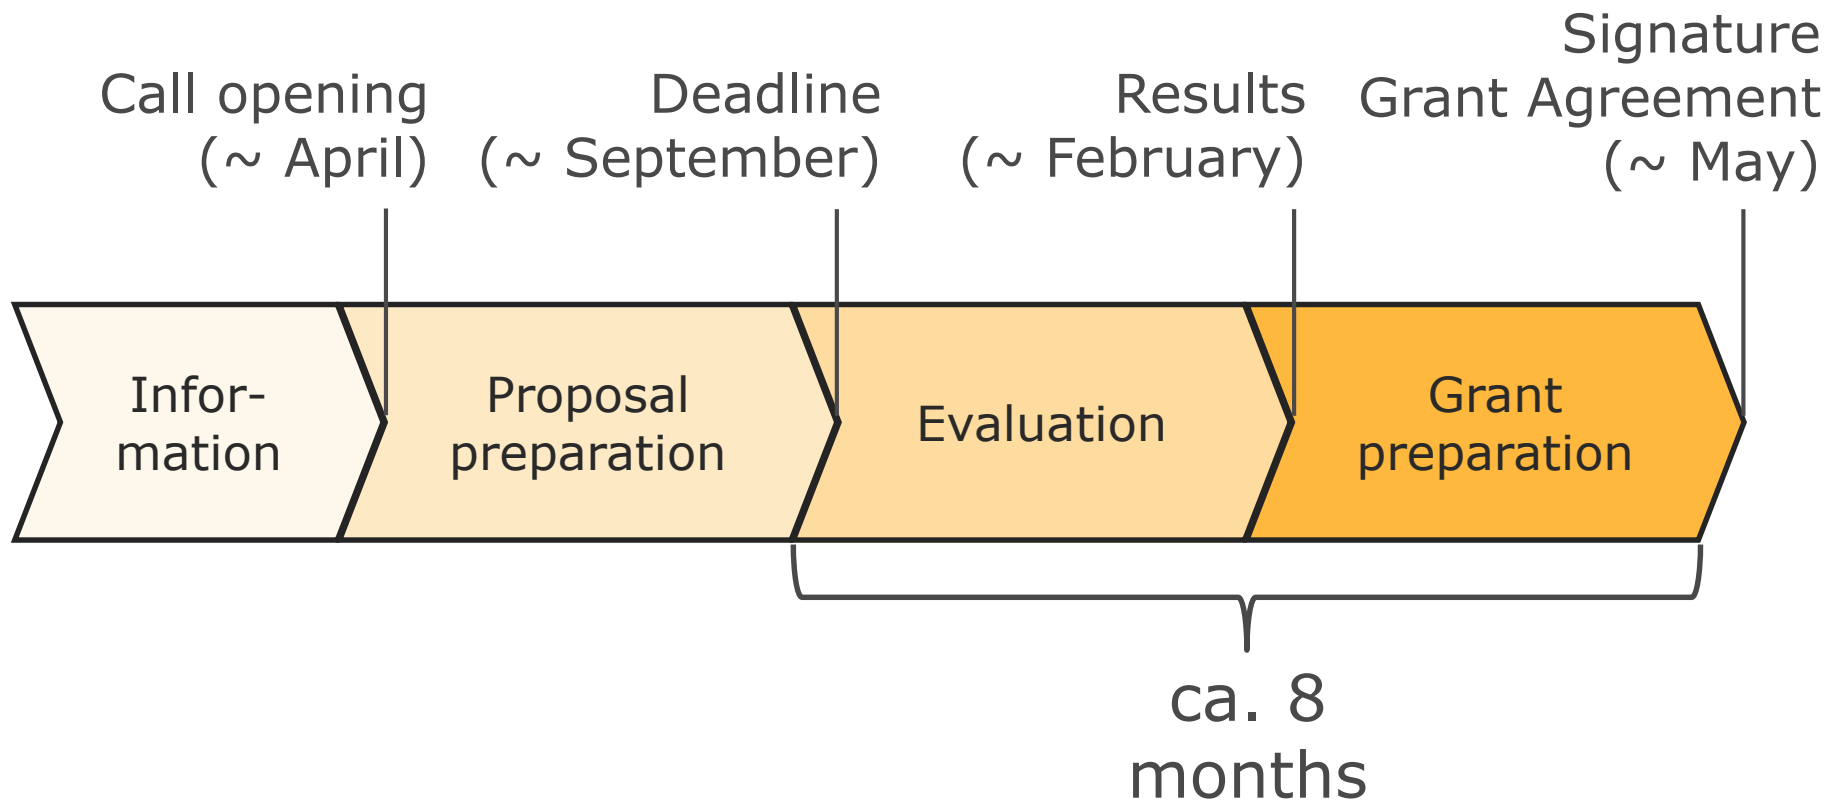 Call opening
(~ April)
Deadline
(~ September)
Results
(~ February)
Signature
Grant Agreement
(~ May)
Infor-
mation
Proposal
preparation
Evaluation
Grant
preparation
ca. 8
months